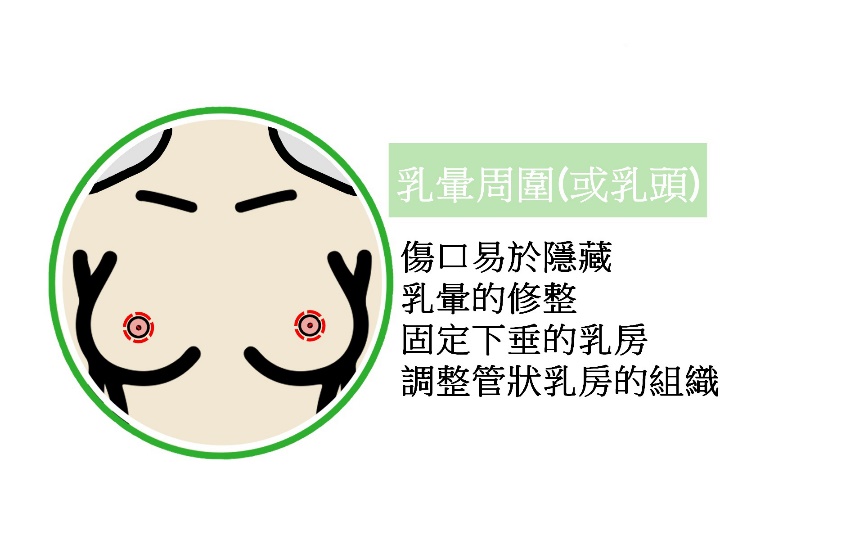 乳暈周圍(或乳頭)
傷口易於隱藏
乳暈的修整
固定下垂的乳房
調整管狀乳房的組織